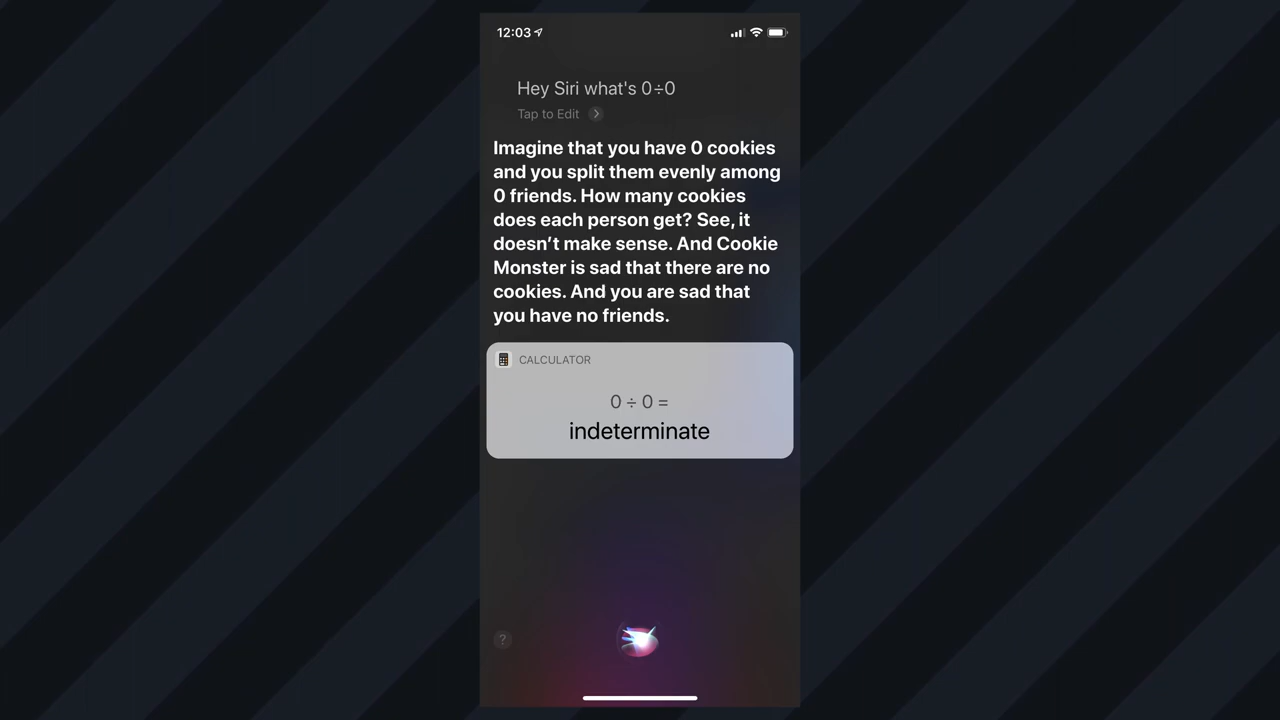 12:03
Hey Siri what's 0÷0
Tap to Edit
Imagine that you have 0 cookies
and you split them evenly among
0 friends. How many cookies
does each person get? See, it
doesn’t make sense. And Cookie
Monster is sad that there are no
cookies. And you are sad that
you have no friends.
CALCULATOR
0 ÷ 0 =
indeterminate
?